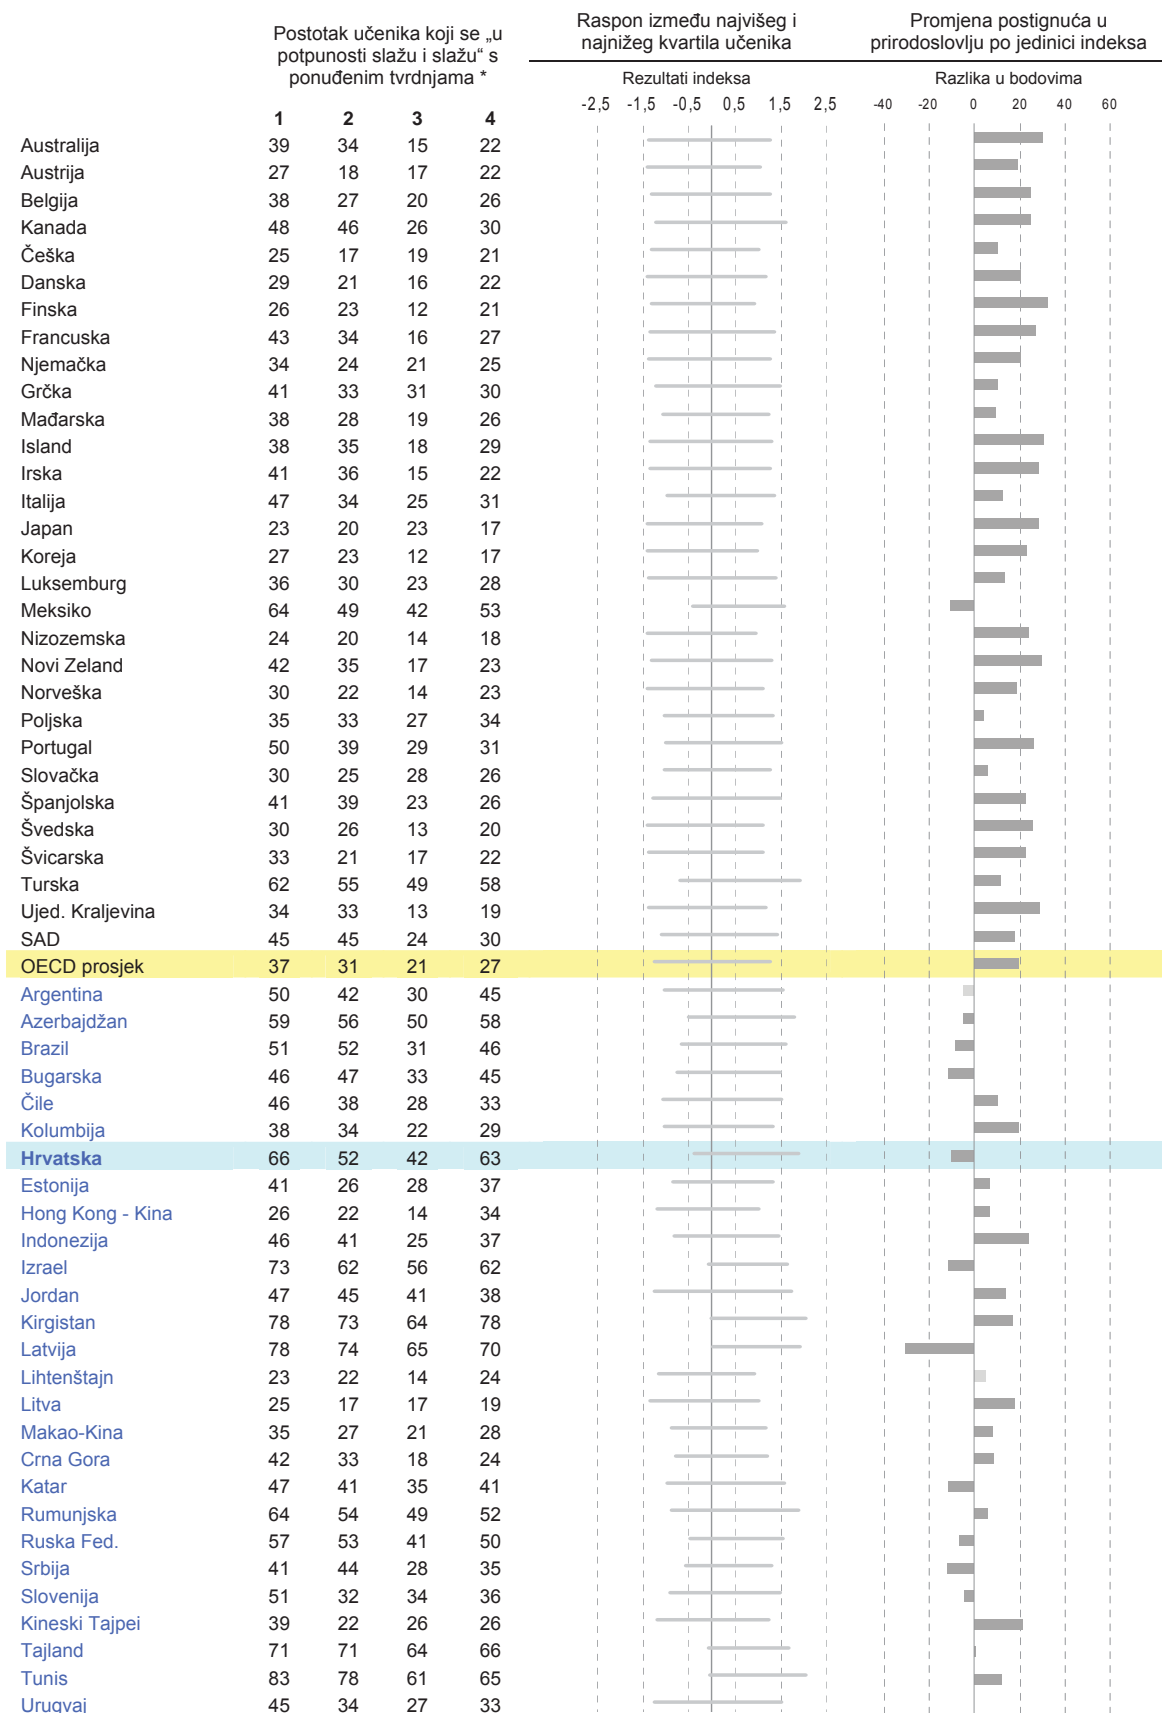 Postotak učenika koji se „u
potpunosti slažu i slažu“ s
ponuđenim tvrdnjama *
Raspon između najvišeg i
najnižeg kvartila učenika
Promjena postignuća u
prirodoslovlju po jedinici indeksa
Rezultati indeksa
Razlika u bodovima
-2,5 -1,5 -0,5 0,5 1,5 2,5
-40 -20 0 20 40 60
1 2 3 4
Australija 39 34 15 22
Austrija 27 18 17 22
Belgija 38 27 20 26
Kanada 48 46 26 30
Češka 25 17 19 21
Danska 29 21 16 22
Finska 26 23 12 21
Francuska 43 34 16 27
Njemačka 34 24 21 25
Grčka 41 33 31 30
Mađarska 38 28 19 26
Island 38 35 18 29
Irska 41 36 15 22
Italija 47 34 25 31
Japan 23 20 23 17
Koreja 27 23 12 17
Luksemburg 36 30 23 28
Meksiko 64 49 42 53
Nizozemska 24 20 14 18
Novi Zeland 42 35 17 23
Norveška 30 22 14 23
Poljska 35 33 27 34
Portugal 50 39 29 31
Slovačka 30 25 28 26
Španjolska 41 39 23 26
Švedska 30 26 13 20
Švicarska 33 21 17 22
Turska 62 55 49 58
Ujed. Kraljevina 34 33 13 19
SAD 45 45 24 30
OECD prosjek 37 31 21 27
Argentina 50 42 30 45
Azerbajdžan 59 56 50 58
Brazil 51 52 31 46
Bugarska 46 47 33 45
Čile 46 38 28 33
Kolumbija 38 34 22 29
Hrvatska 66 52 42 63
Estonija 41 26 28 37
Hong Kong - Kina 26 22 14 34
Indonezija 46 41 25 37
Izrael 73 62 56 62
Jordan 47 45 41 38
Kirgistan 78 73 64 78
Latvija 78 74 65 70
Lihtenštajn 23 22 14 24
Litva 25 17 17 19
Makao-Kina 35 27 21 28
Crna Gora 42 33 18 24
Katar 47 41 35 41
Rumunjska 64 54 49 52
Ruska Fed. 57 53 41 50
Srbija 41 44 28 35
Slovenija 51 32 34 36
Kineski Tajpei 39 22 26 26
Tajland 71 71 64 66
Tunis 83 78 61 65
Urugvaj 45 34 27 33